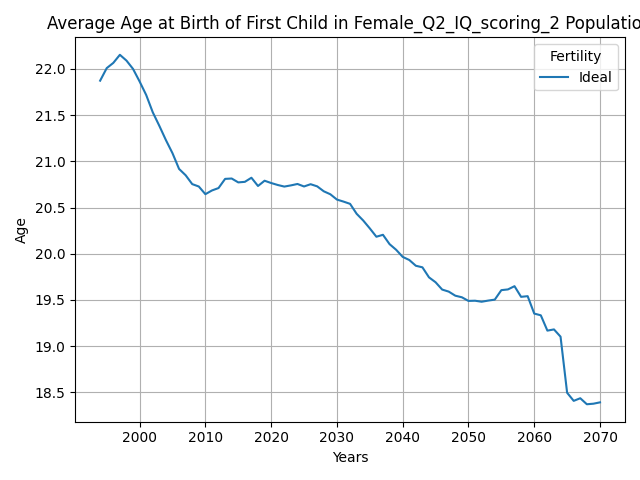 Average Age at Birth of First Child in Female_Q2_IQ_scoring_2 Populatio
Fertility
Ideal
Age
22.0
21.5
21.0
20.5
20.0
19.5
19.0
18.5
2000 2010 2020 2030 2040 2050 2060 2070
Years